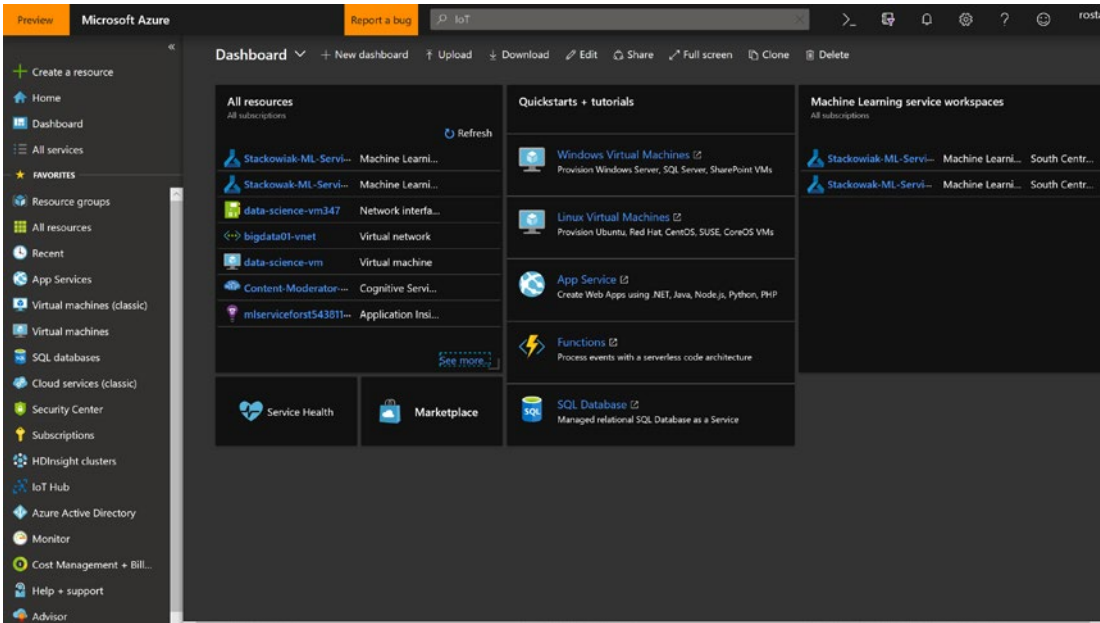 Preview Microsoft Azure Report a bug IoT rosta
Create a resource
Home
Dashboard
All services
FAVORITES
Resource groups
All resources
Recent
App Services
Virtual machines (classic)
Virtual machines
SQL databases
Cloud services (classic)
Security Center
Subscriptions
HDInsight clusters
IoT Hub
Azure Active Directory
Monitor
Cost Management + Bill...
Help + support
Advisor
Dashboard New dashboard Upload Download Edit Share Full screen Clone Delete
All resources
All subscriptions
Refresh
Stackowiak-ML-Servi... Machine Learni...
Stackowak-ML-Servi... Machine Learni...
data-science-vm347 Network interfa...
bigdata01-vnet Virtual network
data-science-vm Virtual machine
Content-Moderator-... Cognitive Servi...
mlserviceforst543811... Application Insi...
See more...
Service Health
Marketplace
Quickstarts + tutorials
Windows Virtual Machines
Provision Windows Server, SQL Server, SharePoint VMs
Linux Virtual Machines
Provision Ubuntu, Red Hat, CentOS, SUSE, CoreOS VMs
App Service
Create Web Apps using .NET, Java, Node.js, Python, PHP
Functions
Process events with a serverless code architecture
SQL
SQL Database
Managed relational SQL Database as a Service
Machine Learning service workspaces
All subscriptions
Stackowiak-ML-Servi... Machine Learni... South Centr...
Stackowak-ML-Servi... Machine Learni... South Centr...